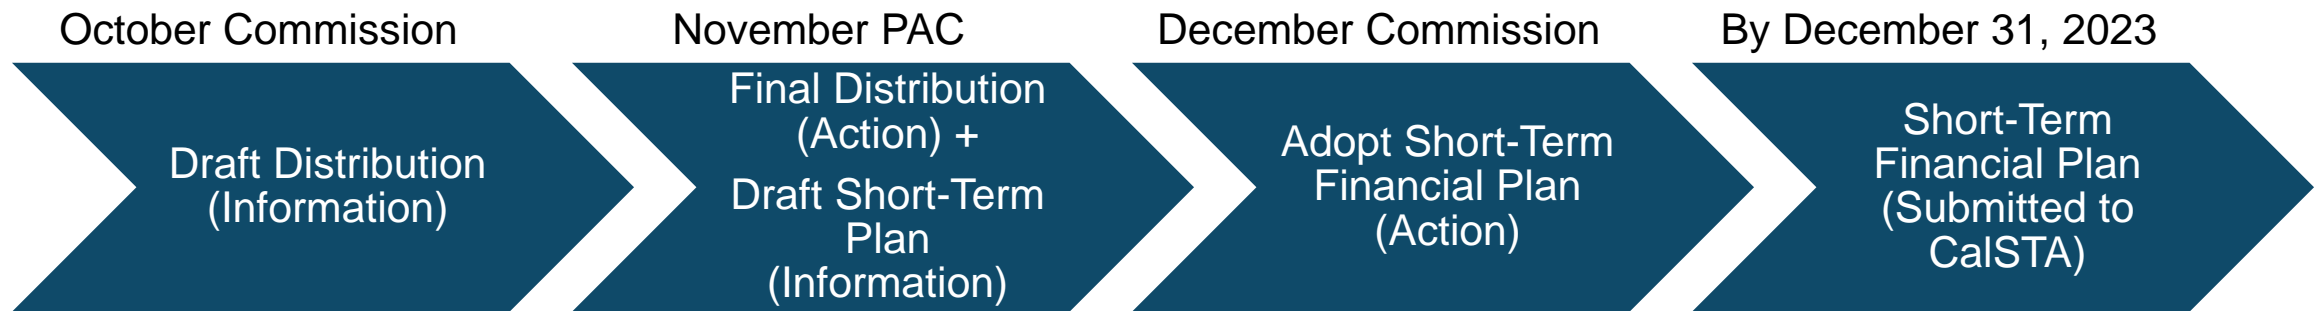 October Commission
Draft Distribution
(Information)
November PAC
Final Distribution
(Action) +
Draft Short-Term
Plan
(Information)
December Commission
Adopt Short-Term
Financial Plan
(Action)
By December 31, 2023
Short-Term
Financial Plan
(Submitted to
CalSTA)